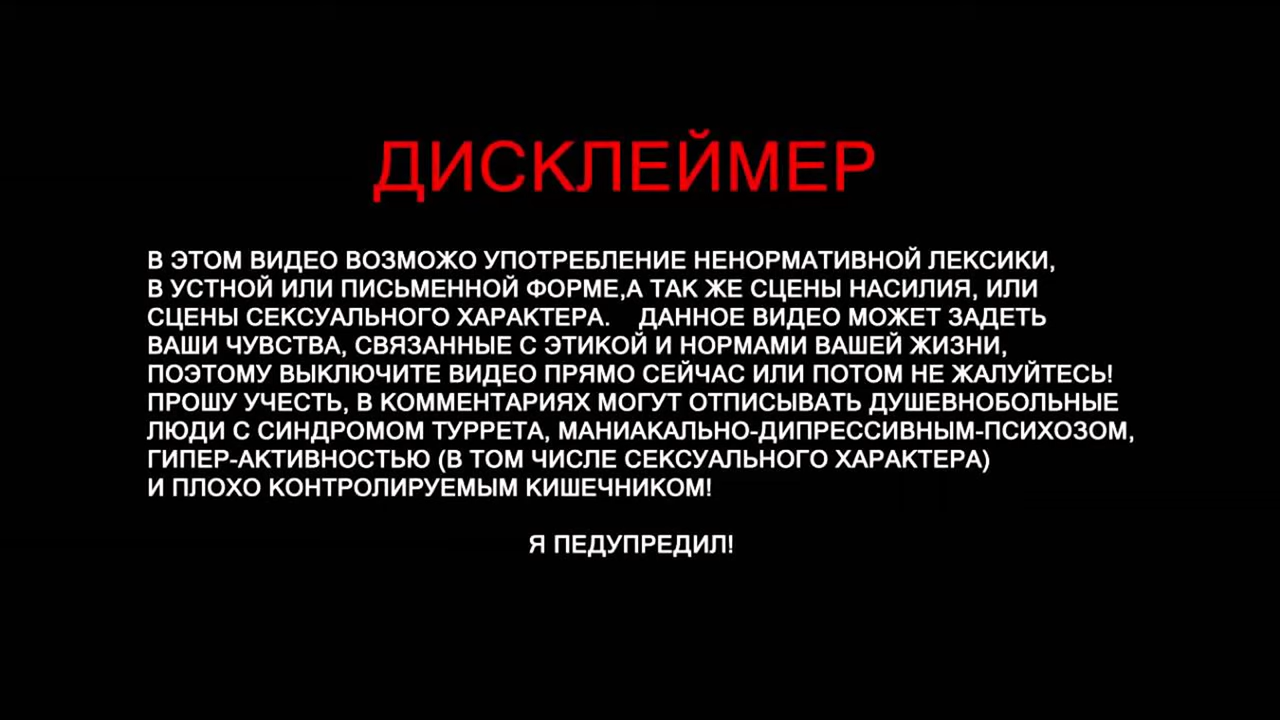 ДИСКЛЕЙМЕР
В ЭТОМ ВИДЕО ВОЗМОЖО УПОТРЕБЛЕНИЕ НЕНОРМАТИВНОЙ ЛЕКСИКИ,
В УСТНОЙ ИЛИ ПИСЬМЕННОЙ ФОРМЕ,А ТАК ЖЕ СЦЕНЫ НАСИЛИЯ, ИЛИ
СЦЕНЫ СЕКСУАЛЬНОГО ХАРАКТЕРА.    ДАННОЕ ВИДЕО МОЖЕТ ЗАДЕТЬ
ВАШИ ЧУВСТВА, СВЯЗАННЫЕ С ЭТИКОЙ И НОРМАМИ ВАШЕЙ ЖИЗНИ,
ПОЭТОМУ ВЫКЛЮЧИТЕ ВИДЕО ПРЯМО СЕЙЧАС ИЛИ ПОТОМ НЕ ЖАЛУЙТЕСЬ!
ПРОШУ УЧЕСТЬ, В КОММЕНТАРИЯХ МОГУТ ОТПИСЫВАТЬ ДУШЕВНОБОЛЬНЫЕ
ЛЮДИ С СИНДРОМОМ ТУРРЕТА, МАНИАКАЛЬНО-ДИПРЕССИВНЫМ-ПСИХОЗОМ,
ГИПЕР-АКТИВНОСТЬЮ (В ТОМ ЧИСЛЕ СЕКСУАЛЬНОГО ХАРАКТЕРА)
И ПЛОХО КОНТРОЛИРУЕМЫМ КИШЕЧНИКОМ!
Я ПЕДУПРЕДИЛ!